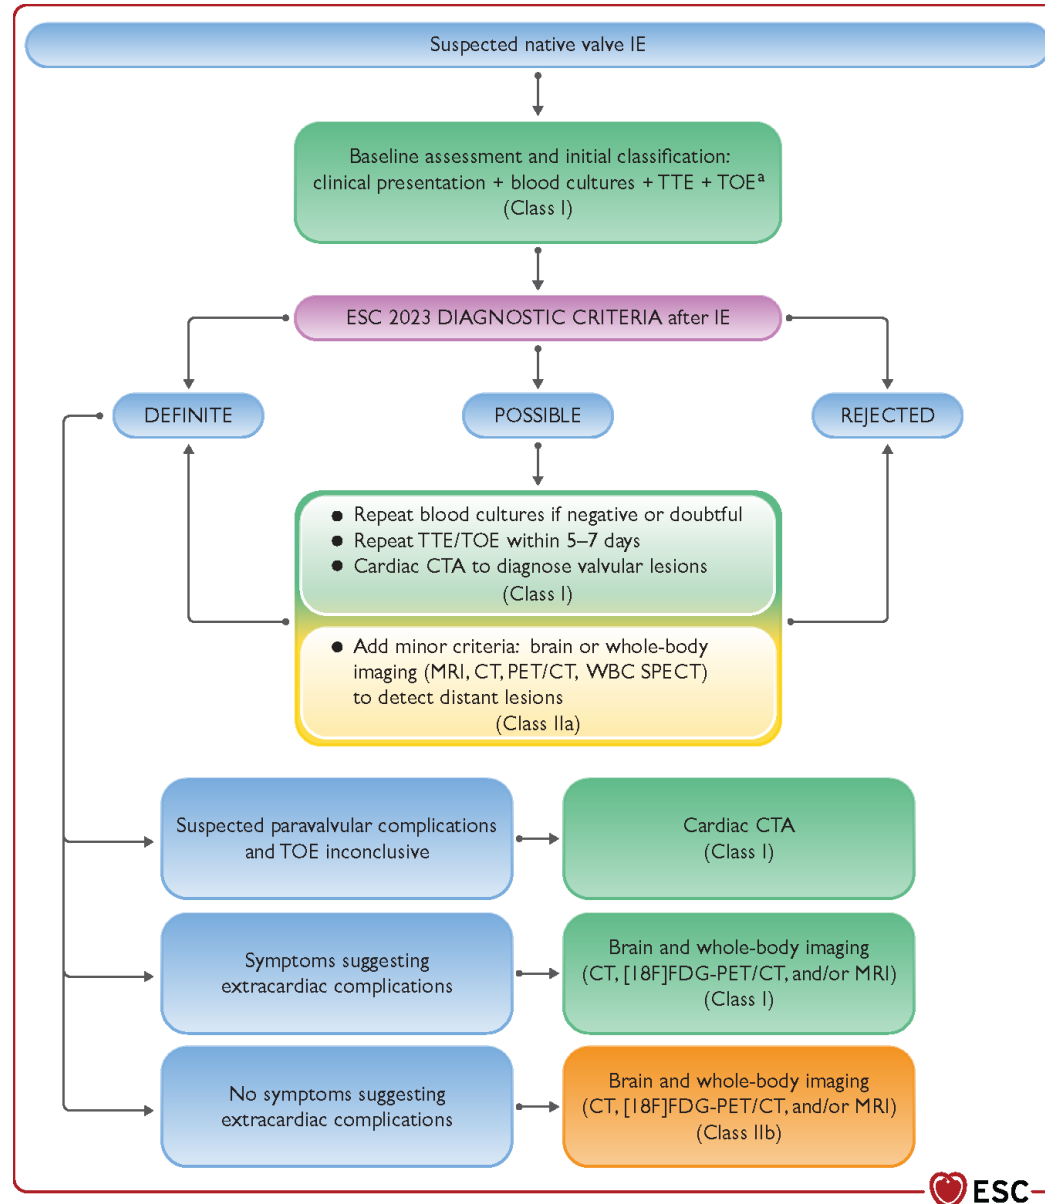 Suspected native valve IE
Baseline assessment and initial classification:
clinical presentation + blood cultures + TTE + TOEᵃ
(Class I)
ESC 2023 DIAGNOSTIC CRITERIA after IE
DEFINITE
POSSIBLE
REJECTED
● Repeat blood cultures if negative or doubtful
● Repeat TTE/TOE within 5–7 days
● Cardiac CTA to diagnose valvular lesions
(Class I)
● Add minor criteria: brain or whole-body
imaging (MRI, CT, PET/CT, WBC SPECT)
to detect distant lesions
(Class IIa)
Suspected paravalvular complications
and TOE inconclusive
Cardiac CTA
(Class I)
Symptoms suggesting
extracardiac complications
Brain and whole-body imaging
(CT, [18F]FDG-PET/CT, and/or MRI)
(Class I)
No symptoms suggesting
extracardiac complications
Brain and whole-body imaging
(CT, [18F]FDG-PET/CT, and/or MRI)
(Class IIb)
ESC